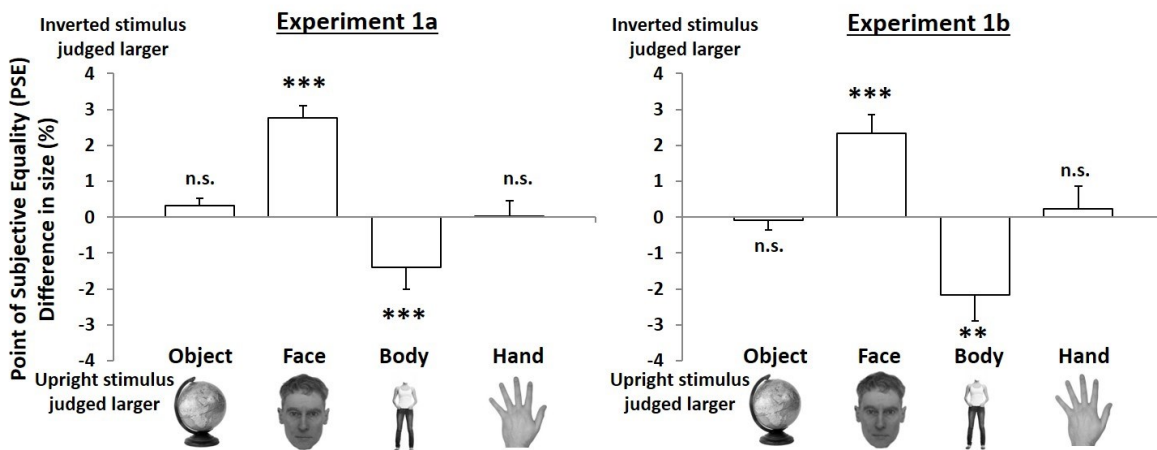 Experiment 1a
Inverted stimulus
judged larger
Point of Subjective Equality (PSE)
Difference in size (%)
4
3
2
1
0
-1
-2
-3
-4
n.s.
***
***
n.s.
Object Face Body Hand
Upright stimulus
judged larger
Experiment 1b
Inverted stimulus
judged larger
4
3
2
1
0
-1
-2
-3
-4
n.s.
***
**
n.s.
Object Face Body Hand
Upright stimulus
judged larger